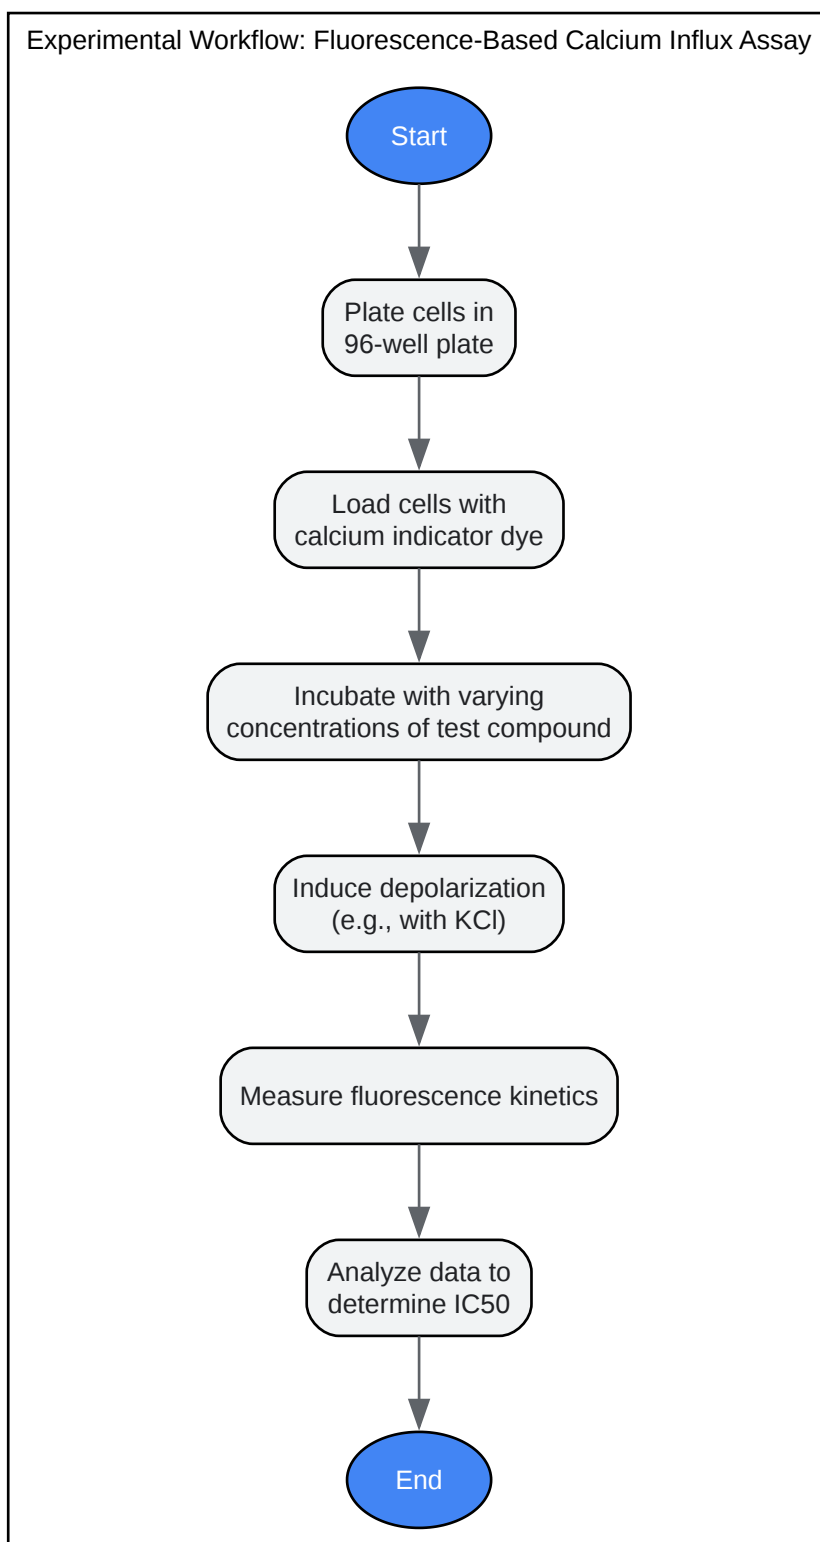 Experimental Workflow: Fluorescence-Based Calcium Influx Assay
Start
Plate cells in
96-well plate
Load cells with
calcium indicator dye
Incubate with varying
concentrations of test compound
Induce depolarization
(e.g., with KCl)
Measure fluorescence kinetics
Analyze data to
determine IC50
End